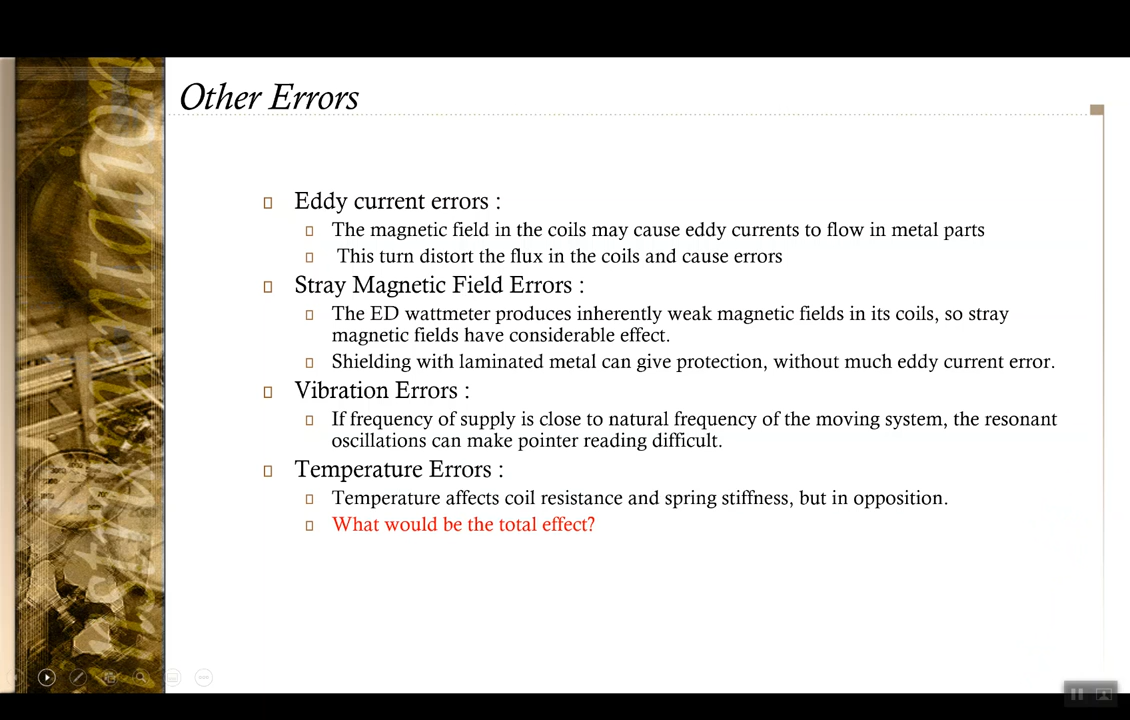 Other Errors
Eddy current errors :
The magnetic field in the coils may cause eddy currents to flow in metal parts
This turn distort the flux in the coils and cause errors
Stray Magnetic Field Errors :
The ED wattmeter produces inherently weak magnetic fields in its coils, so stray
magnetic fields have considerable effect.
Shielding with laminated metal can give protection, without much eddy current error.
Vibration Errors :
If frequency of supply is close to natural frequency of the moving system, the resonant
oscillations can make pointer reading difficult.
Temperature Errors :
Temperature affects coil resistance and spring stiffness, but in opposition.
What would be the total effect?